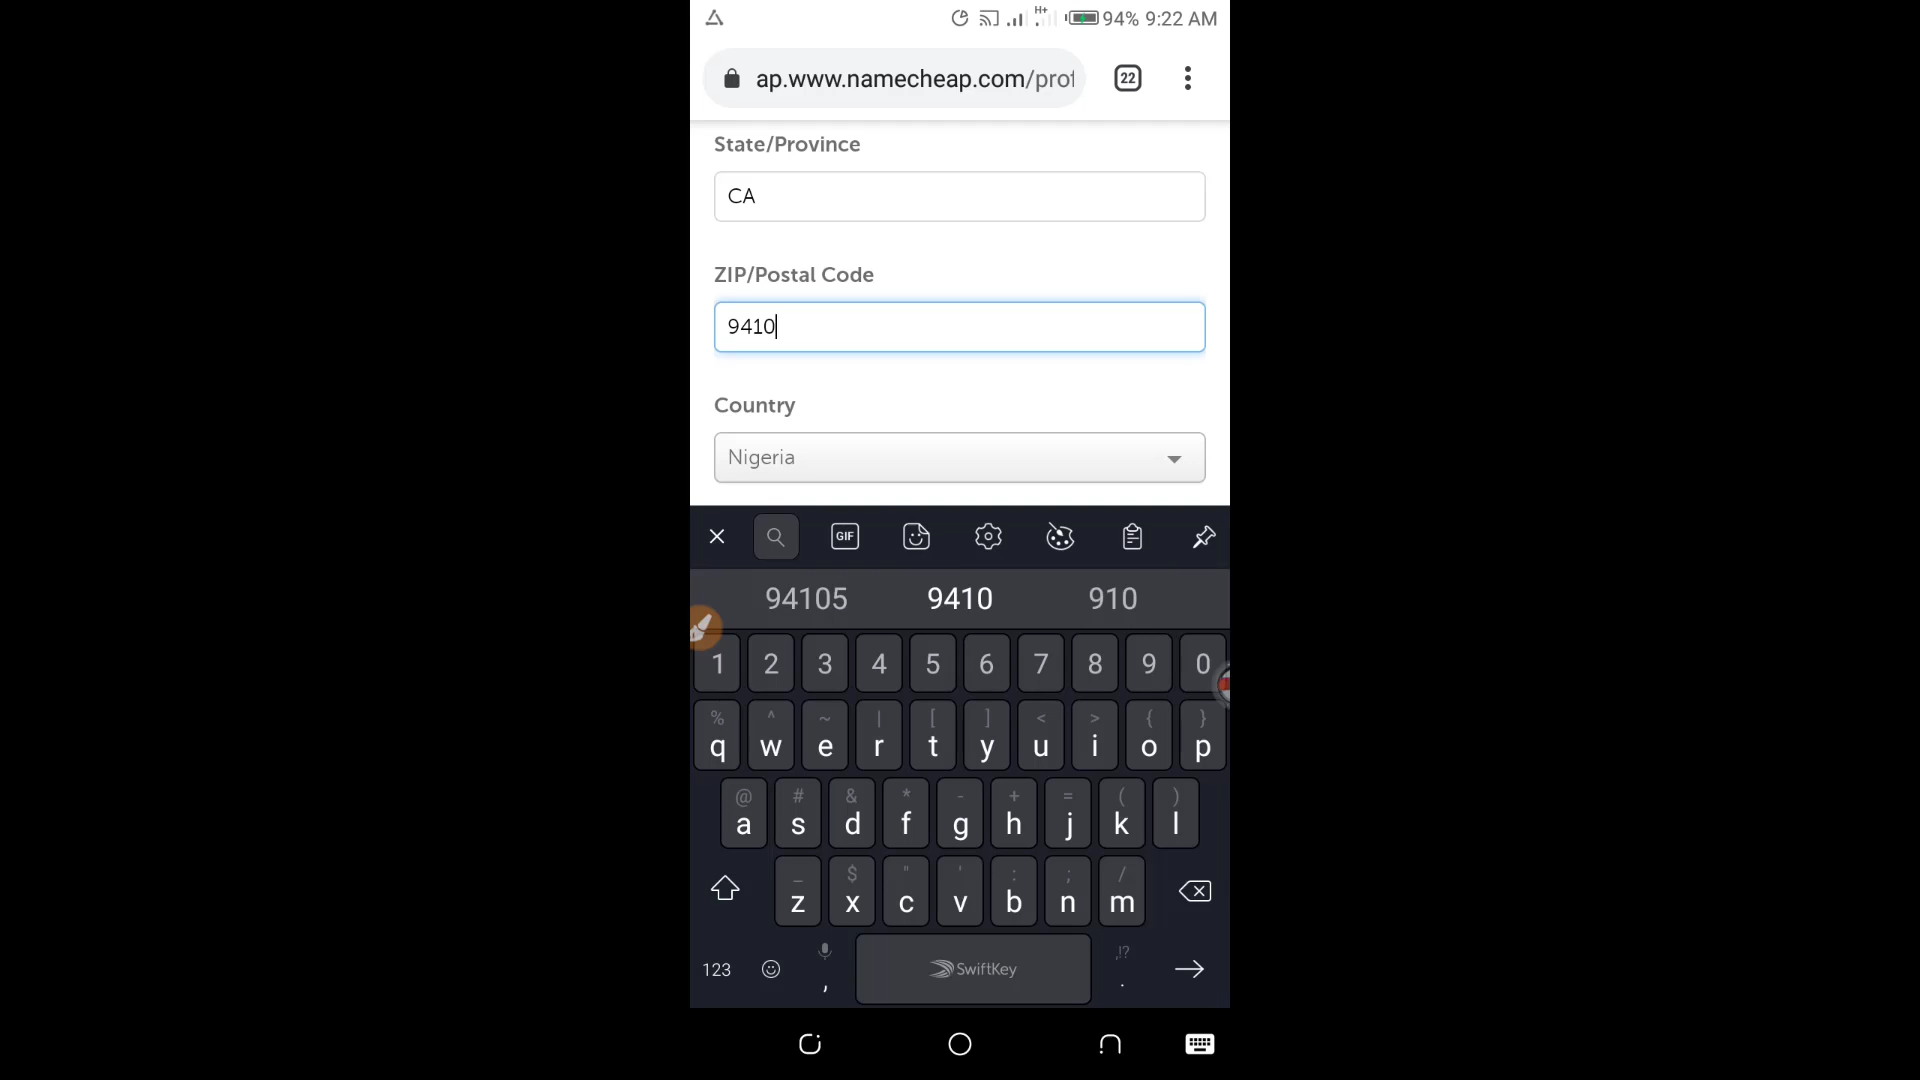 H+ 94% 9:22 AM
ap.www.namecheap.com/prof
22
State/Province
CA
ZIP/Postal Code
9410
Country
Nigeria
GIF
94105 9410 910
1 2 3 4 5 6 7 8 9 0
% ^ ~ | [ ] < > { }
q w e r t y u i o p
@ # & * - + = ( )
a s d f g h j k l
_ $ " ' : ; /
z x c v b n m
,!?
123 , SwiftKey .